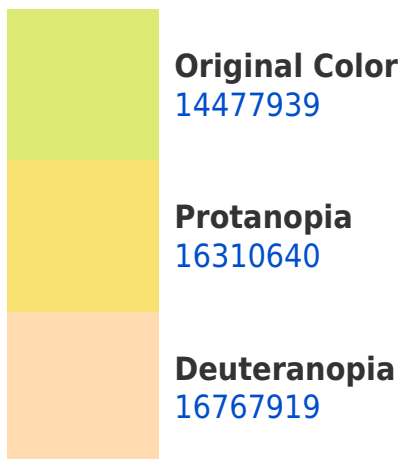 Original Color
14477939
Protanopia
16310640
Deuteranopia
16767919